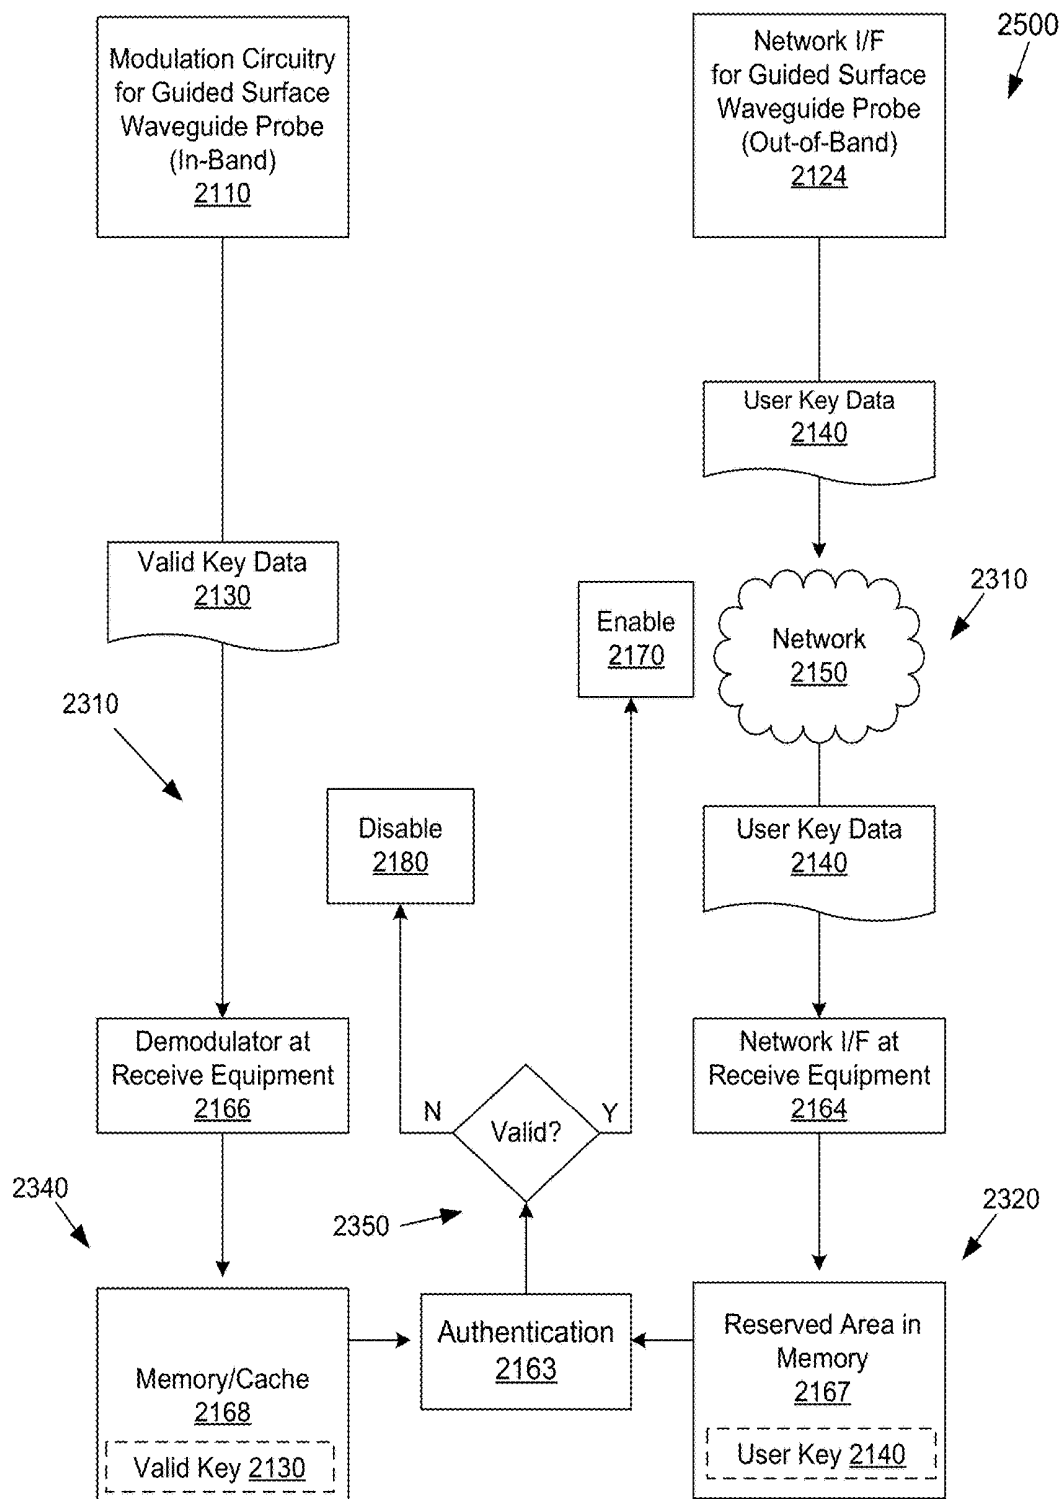 2500
Modulation Circuitry
for Guided Surface
Waveguide Probe
(In-Band)
2110
Network I/F
for Guided Surface
Waveguide Probe
(Out-of-Band)
2124
User Key Data
2140
Valid Key Data
2130
Enable
2170
Network
2150
2310
2310
Disable
2180
User Key Data
2140
Demodulator at
Receive Equipment
2166
N
Valid?
Y
Network I/F at
Receive Equipment
2164
2340
2350
2320
Memory/Cache
2168
Valid Key 2130
Authentication
2163
Reserved Area in
Memory
2167
User Key 2140